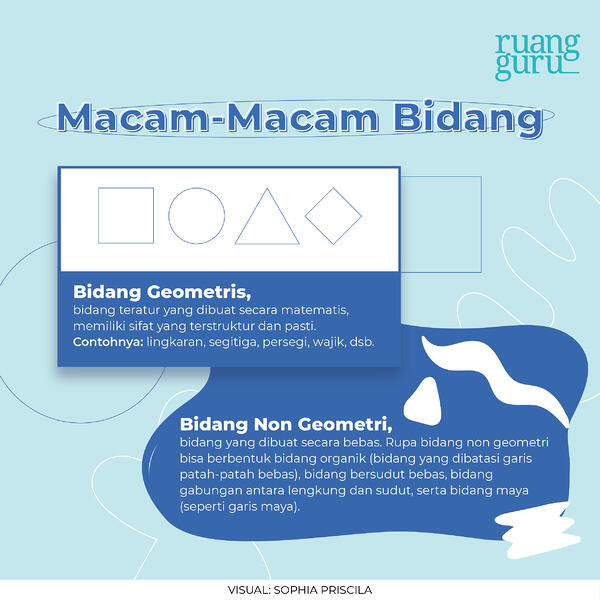 ruang
guru
Macam-Macam Bidang
Bidang Geometris,
bidang teratur yang dibuat secara matematis,
memiliki sifat yang terstruktur dan pasti.
Contohnya: lingkaran, segitiga, persegi, wajik, dsb.
Bidang Non Geometri,
bidang yang dibuat secara bebas. Rupa bidang non geometri
bisa berbentuk bidang organik (bidang yang dibatasi garis
patah-patah bebas), bidang bersudut bebas, bidang
gabungan antara lengkung dan sudut, serta bidang maya
(seperti garis maya).
VISUAL: SOPHIA PRISCILA